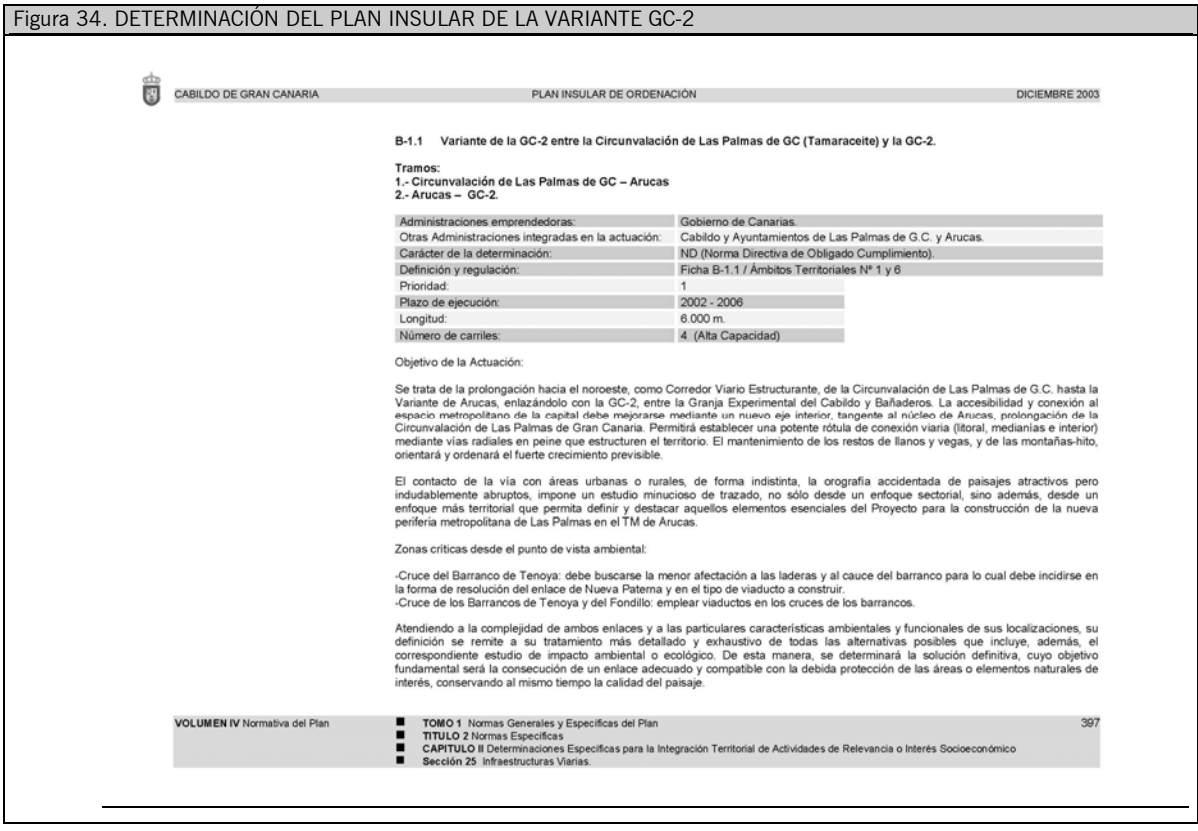 Figura 34. DETERMINACIÓN DEL PLAN INSULAR DE LA VARIANTE GC-2
CABILDO DE GRAN CANARIA PLAN INSULAR DE ORDENACIÓN DICIEMBRE 2003
B-1.1 Variante de la GC-2 entre la Circunvalación de Las Palmas de GC (Tamaraceite) y la GC-2.
Tramos:
1.- Circunvalación de Las Palmas de GC – Arucas
2.- Arucas – GC-2.
Administraciones emprendedoras: Gobierno de Canarias.
Otras Administraciones integradas en la actuación: Cabildo y Ayuntamientos de Las Palmas de G.C. y Arucas.
Carácter de la determinación: ND (Norma Directiva de Obligado Cumplimiento).
Definición y regulación: Ficha B-1.1 / Ámbitos Territoriales Nº 1 y 6
Prioridad: 1
Plazo de ejecución: 2002 - 2006
Longitud: 6.000 m.
Número de carriles: 4 (Alta Capacidad)
Objetivo de la Actuación:
Se trata de la prolongación hacia el noroeste, como Corredor Viario Estructurante, de la Circunvalación de Las Palmas de G.C. hasta la
Variante de Arucas, enlazándolo con la GC-2, entre la Granja Experimental del Cabildo y Bañaderos. La accesibilidad y conexión al
espacio metropolitano de la capital debe mejorarse mediante un nuevo eje interior, tangente al núcleo de Arucas, prolongación de la
Circunvalación de Las Palmas de Gran Canaria. Permitirá establecer una potente rótula de conexión viaria (litoral, medianías e interior)
mediante vías radiales en peine que estructuren el territorio. El mantenimiento de los restos de llanos y vegas, y de las montañas-hito,
orientará y ordenará el fuerte crecimiento previsible.
El contacto de la vía con áreas urbanas o rurales, de forma indistinta, la orografía accidentada de paisajes atractivos pero
indudablemente abruptos, impone un estudio minucioso de trazado, no sólo desde un enfoque sectorial, sino además, desde un
enfoque más territorial que permita definir y destacar aquellos elementos esenciales del Proyecto para la construcción de la nueva
periferia metropolitana de Las Palmas en el TM de Arucas.
Zonas críticas desde el punto de vista ambiental:
-Cruce del Barranco de Tenoya: debe buscarse la menor afectación a las laderas y al cauce del barranco para lo cual debe incidirse en
la forma de resolución del enlace de Nueva Paterna y en el tipo de viaducto a construir.
-Cruce de los Barrancos de Tenoya y del Fondillo: emplear viaductos en los cruces de los barrancos.
Atendiendo a la complejidad de ambos enlaces y a las particulares características ambientales y funcionales de sus localizaciones, su
definición se remite a su tratamiento más detallado y exhaustivo de todas las alternativas posibles que incluye, además, el
correspondiente estudio de impacto ambiental o ecológico. De esta manera, se determinará la solución definitiva, cuyo objetivo
fundamental será la consecución de un enlace adecuado y compatible con la debida protección de las áreas o elementos naturales de
interés, conservando al mismo tiempo la calidad del paisaje.
VOLUMEN IV Normativa del Plan ■ TOMO 1 Normas Generales y Específicas del Plan 397
■ TITULO 2 Normas Específicas
■ CAPITULO II Determinaciones Específicas para la Integración Territorial de Actividades de Relevancia o Interés Socioeconómico
■ Sección 25 Infraestructuras Viarias.